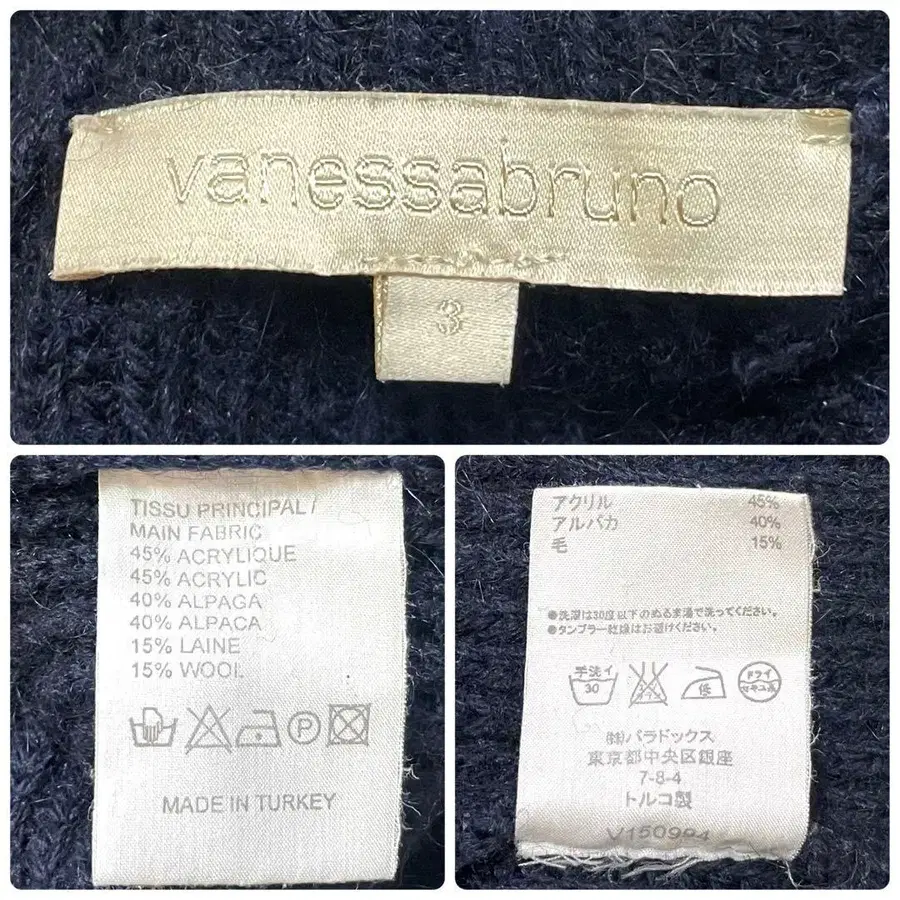 vanessabruno
3
TISSU PRINCIPAL /
MAIN FABRIC
45% ACRYLIQUE
45% ACRYLIC
40% ALPAGA
40% ALPACA
15% LAINE
15% WOOL
P
MADE IN TURKEY
アクリル 45%
アルパカ 40%
毛 15%
●洗濯は30度以下のぬるま湯で洗ってください。
●タンブラー乾燥はお避けください。
手洗イ 30 低 ドライ
㈱パラドックス
東京都中央区銀座
7-8-4
トルコ製
V150994